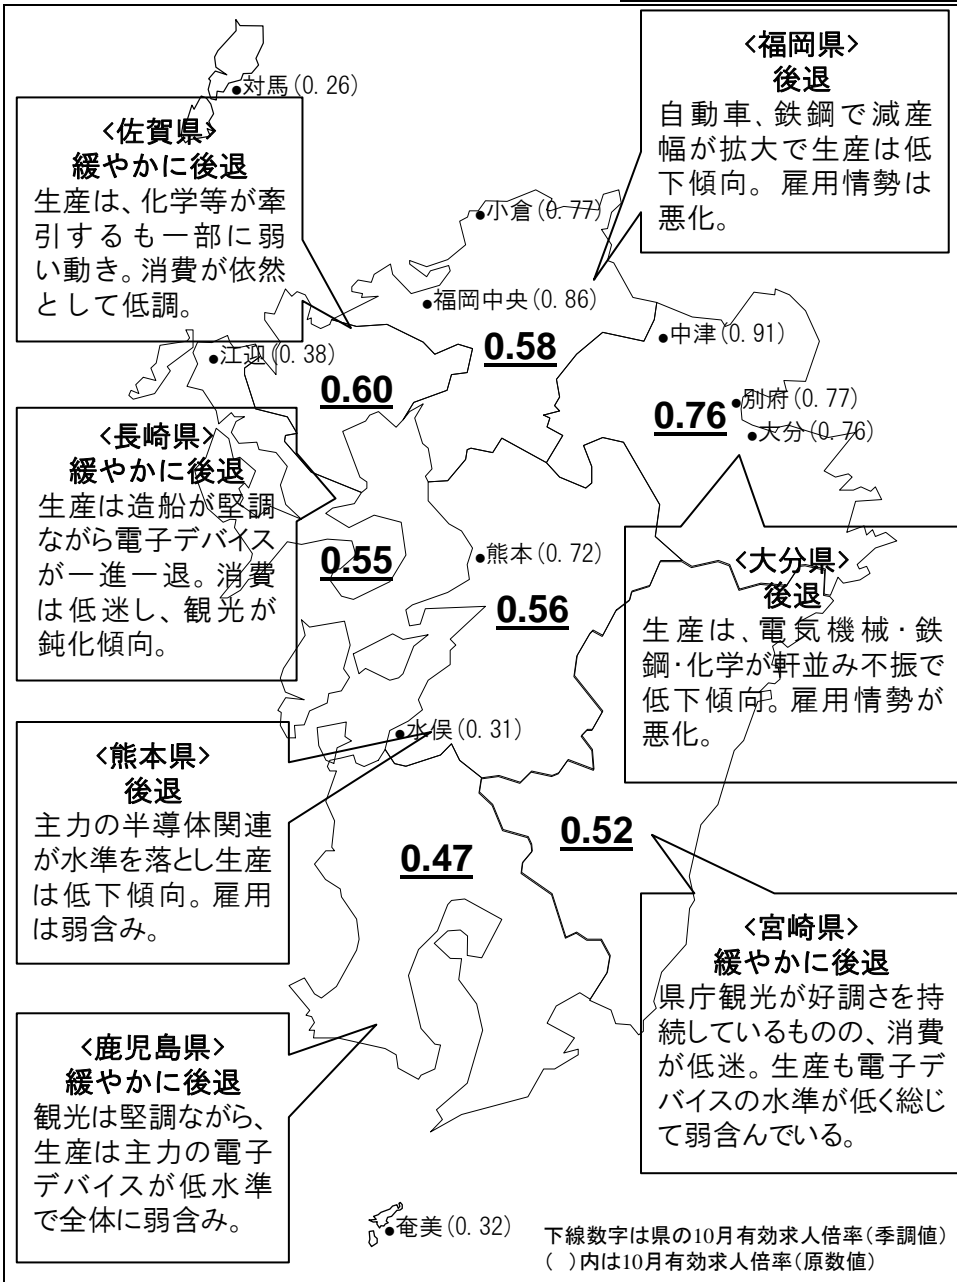 <福岡県>
後退
自動車、鉄鋼で減産
幅が拡大で生産は低
下傾向。雇用情勢は
悪化。
●対馬(0.26)
<佐賀県>
緩やかに後退
生産は、化学等が牽
引するも一部に弱
い動き。消費が依然
として低調。
●小倉(0.77)
●福岡中央(0.86)
●中津(0.91)
●江迎(0.38)
0.58
0.60
0.76
●別府(0.77)
●大分(0.76)
<長崎県>
緩やかに後退
生産は造船が堅調
ながら電子デバイス
が一進一退。消費
は低迷し、観光が
鈍化傾向。
0.55
●熊本(0.72)
0.56
<大分県>
後退
生産は、電気機械・鉄
鋼・化学が軒並み不振で
低下傾向。雇用情勢が
悪化。
●水俣(0.31)
<熊本県>
後退
主力の半導体関連
が水準を落とし生産
は低下傾向。雇用
は弱含み。
0.47
0.52
<宮崎県>
緩やかに後退
県庁観光が好調さを持
続しているものの、消費
が低迷。生産も電子デ
バイスの水準が低く総じ
て弱含んでいる。
<鹿児島県>
緩やかに後退
観光は堅調ながら、
生産は主力の電子
デバイスが低水準
で全体に弱含み。
●奄美(0.32)
下線数字は県の10月有効求人倍率(季調値)
( )内は10月有効求人倍率(原数値)